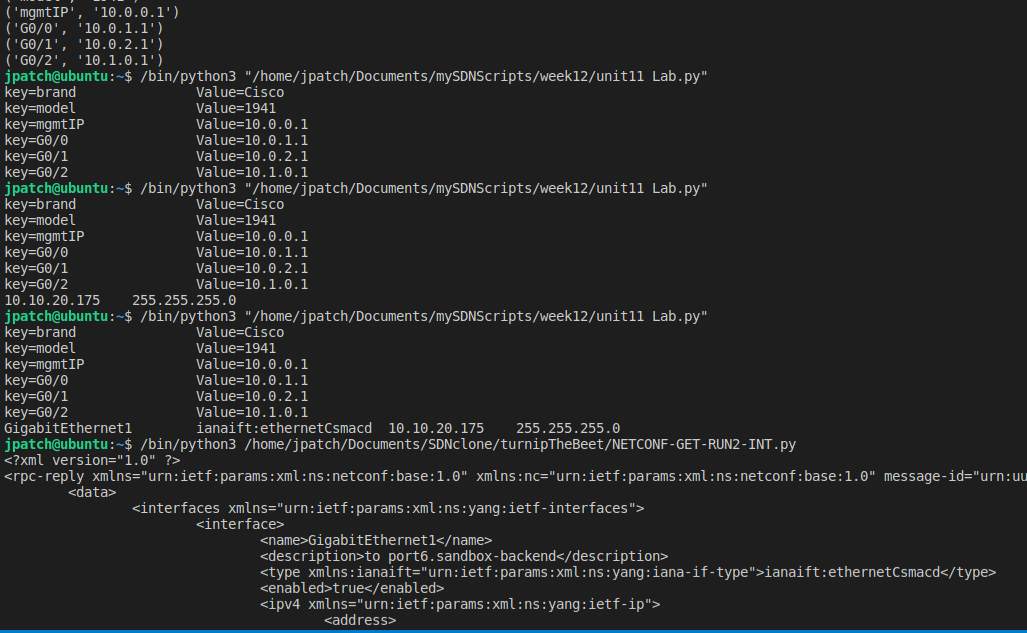 ('mgmtIP', '10.0.0.1')
('G0/0', '10.0.1.1')
('G0/1', '10.0.2.1')
('G0/2', '10.1.0.1')
jpatch@ubuntu:~$ /bin/python3 "/home/jpatch/Documents/mySDNScripts/week12/unit11 Lab.py"
key=brand               Value=Cisco
key=model               Value=1941
key=mgmtIP              Value=10.0.0.1
key=G0/0                Value=10.0.1.1
key=G0/1                Value=10.0.2.1
key=G0/2                Value=10.1.0.1
jpatch@ubuntu:~$ /bin/python3 "/home/jpatch/Documents/mySDNScripts/week12/unit11 Lab.py"
key=brand               Value=Cisco
key=model               Value=1941
key=mgmtIP              Value=10.0.0.1
key=G0/0                Value=10.0.1.1
key=G0/1                Value=10.0.2.1
key=G0/2                Value=10.1.0.1
10.10.20.175    255.255.255.0
jpatch@ubuntu:~$ /bin/python3 "/home/jpatch/Documents/mySDNScripts/week12/unit11 Lab.py"
key=brand               Value=Cisco
key=model               Value=1941
key=mgmtIP              Value=10.0.0.1
key=G0/0                Value=10.0.1.1
key=G0/1                Value=10.0.2.1
key=G0/2                Value=10.1.0.1
GigabitEthernet1        ianaift:ethernetCsmacd  10.10.20.175    255.255.255.0
jpatch@ubuntu:~$ /bin/python3 /home/jpatch/Documents/SDNclone/turnipTheBeet/NETCONF-GET-RUN2-INT.py
<?xml version="1.0" ?>
<rpc-reply xmlns="urn:ietf:params:xml:ns:netconf:base:1.0" xmlns:nc="urn:ietf:params:xml:ns:netconf:base:1.0" message-id="urn:uu
        <data>
                <interfaces xmlns="urn:ietf:params:xml:ns:yang:ietf-interfaces">
                        <interface>
                                <name>GigabitEthernet1</name>
                                <description>to port6.sandbox-backend</description>
                                <type xmlns:ianaift="urn:ietf:params:xml:ns:yang:iana-if-type">ianaift:ethernetCsmacd</type>
                                <enabled>true</enabled>
                                <ipv4 xmlns="urn:ietf:params:xml:ns:yang:ietf-ip">
                                        <address>